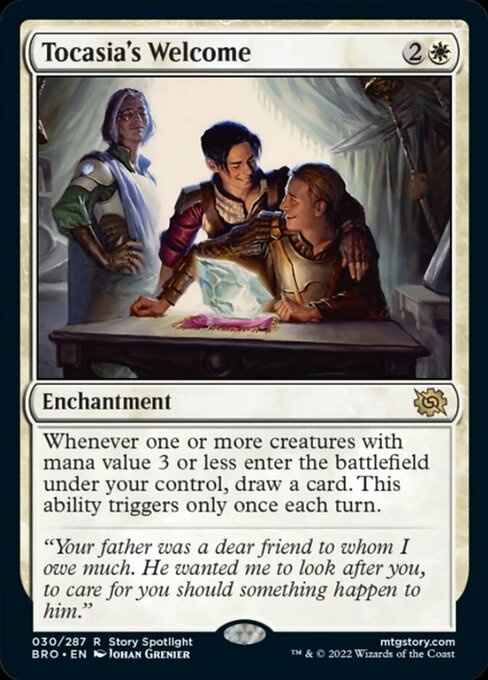 Tocasia's Welcome 2
Enchantment
Whenever one or more creatures with
mana value 3 or less enter the battlefield
under your control, draw a card. This
ability triggers only once each turn.
“Your father was a dear friend to whom I
owe much. He wanted me to look after you,
to care for you should something happen to
him.”
030/287 R Story Spotlight
BRO • EN Johan Grenier
mtgstory.com
™ & © 2022 Wizards of the Coast